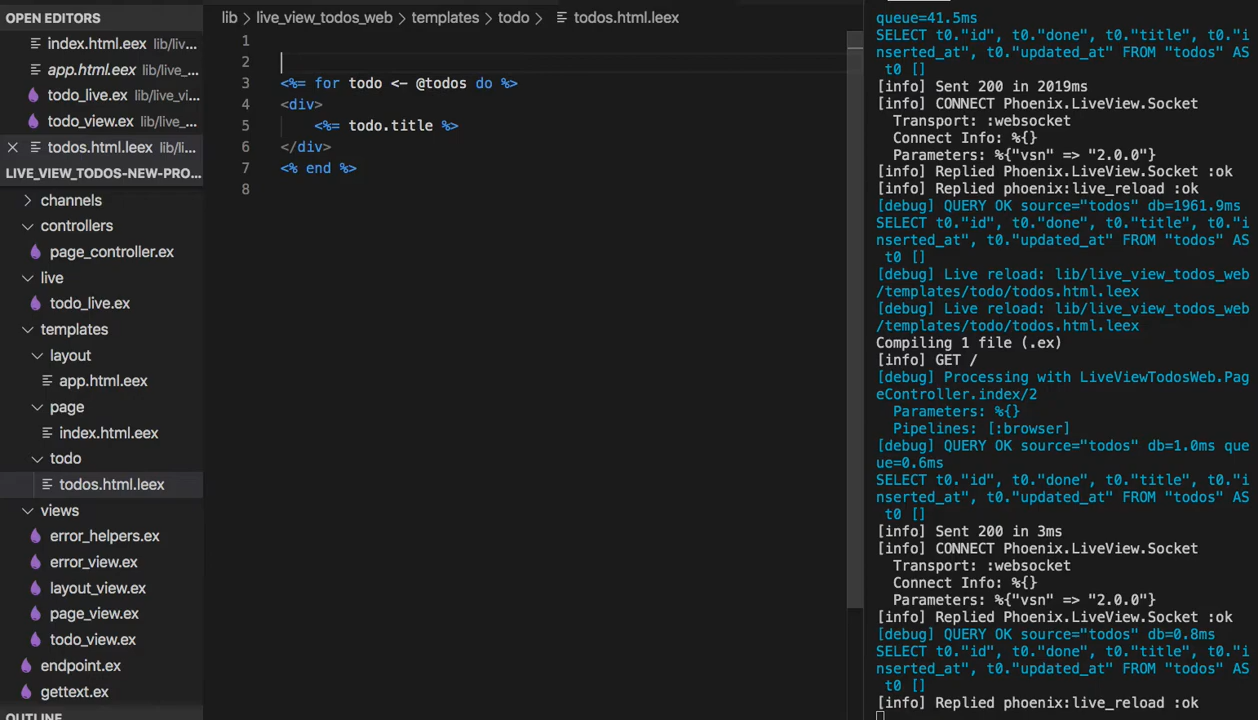 OPEN EDITORS
index.html.eex lib/liv...
app.html.eex lib/live_...
todo_live.ex lib/live_vi...
todo_view.ex lib/live_...
todos.html.leex lib/li...
LIVE_VIEW_TODOS-NEW-PRO...
channels
controllers
page_controller.ex
live
todo_live.ex
templates
layout
app.html.eex
page
index.html.eex
todo
todos.html.leex
views
error_helpers.ex
error_view.ex
layout_view.ex
page_view.ex
todo_view.ex
endpoint.ex
gettext.ex
OUTLINE
lib > live_view_todos_web > templates > todo > todos.html.leex
1
2
3 <%= for todo <- @todos do %>
4 <div>
5 <%= todo.title %>
6 </div>
7 <% end %>
8
queue=41.5ms
SELECT t0."id", t0."done", t0."title", t0."i
nserted_at", t0."updated_at" FROM "todos" AS
t0 []
[info] Sent 200 in 2019ms
[info] CONNECT Phoenix.LiveView.Socket
Transport: :websocket
Connect Info: %{}
Parameters: %{"vsn" => "2.0.0"}
[info] Replied Phoenix.LiveView.Socket :ok
[info] Replied phoenix:live_reload :ok
[debug] QUERY OK source="todos" db=1961.9ms
SELECT t0."id", t0."done", t0."title", t0."i
nserted_at", t0."updated_at" FROM "todos" AS
t0 []
[debug] Live reload: lib/live_view_todos_web
/templates/todo/todos.html.leex
[debug] Live reload: lib/live_view_todos_web
/templates/todo/todos.html.leex
Compiling 1 file (.ex)
[info] GET /
[debug] Processing with LiveViewTodosWeb.Pag
eController.index/2
Parameters: %{}
Pipelines: [:browser]
[debug] QUERY OK source="todos" db=1.0ms que
ue=0.6ms
SELECT t0."id", t0."done", t0."title", t0."i
nserted_at", t0."updated_at" FROM "todos" AS
t0 []
[info] Sent 200 in 3ms
[info] CONNECT Phoenix.LiveView.Socket
Transport: :websocket
Connect Info: %{}
Parameters: %{"vsn" => "2.0.0"}
[info] Replied Phoenix.LiveView.Socket :ok
[debug] QUERY OK source="todos" db=0.8ms
SELECT t0."id", t0."done", t0."title", t0."i
nserted_at", t0."updated_at" FROM "todos" AS
t0 []
[info] Replied phoenix:live_reload :ok